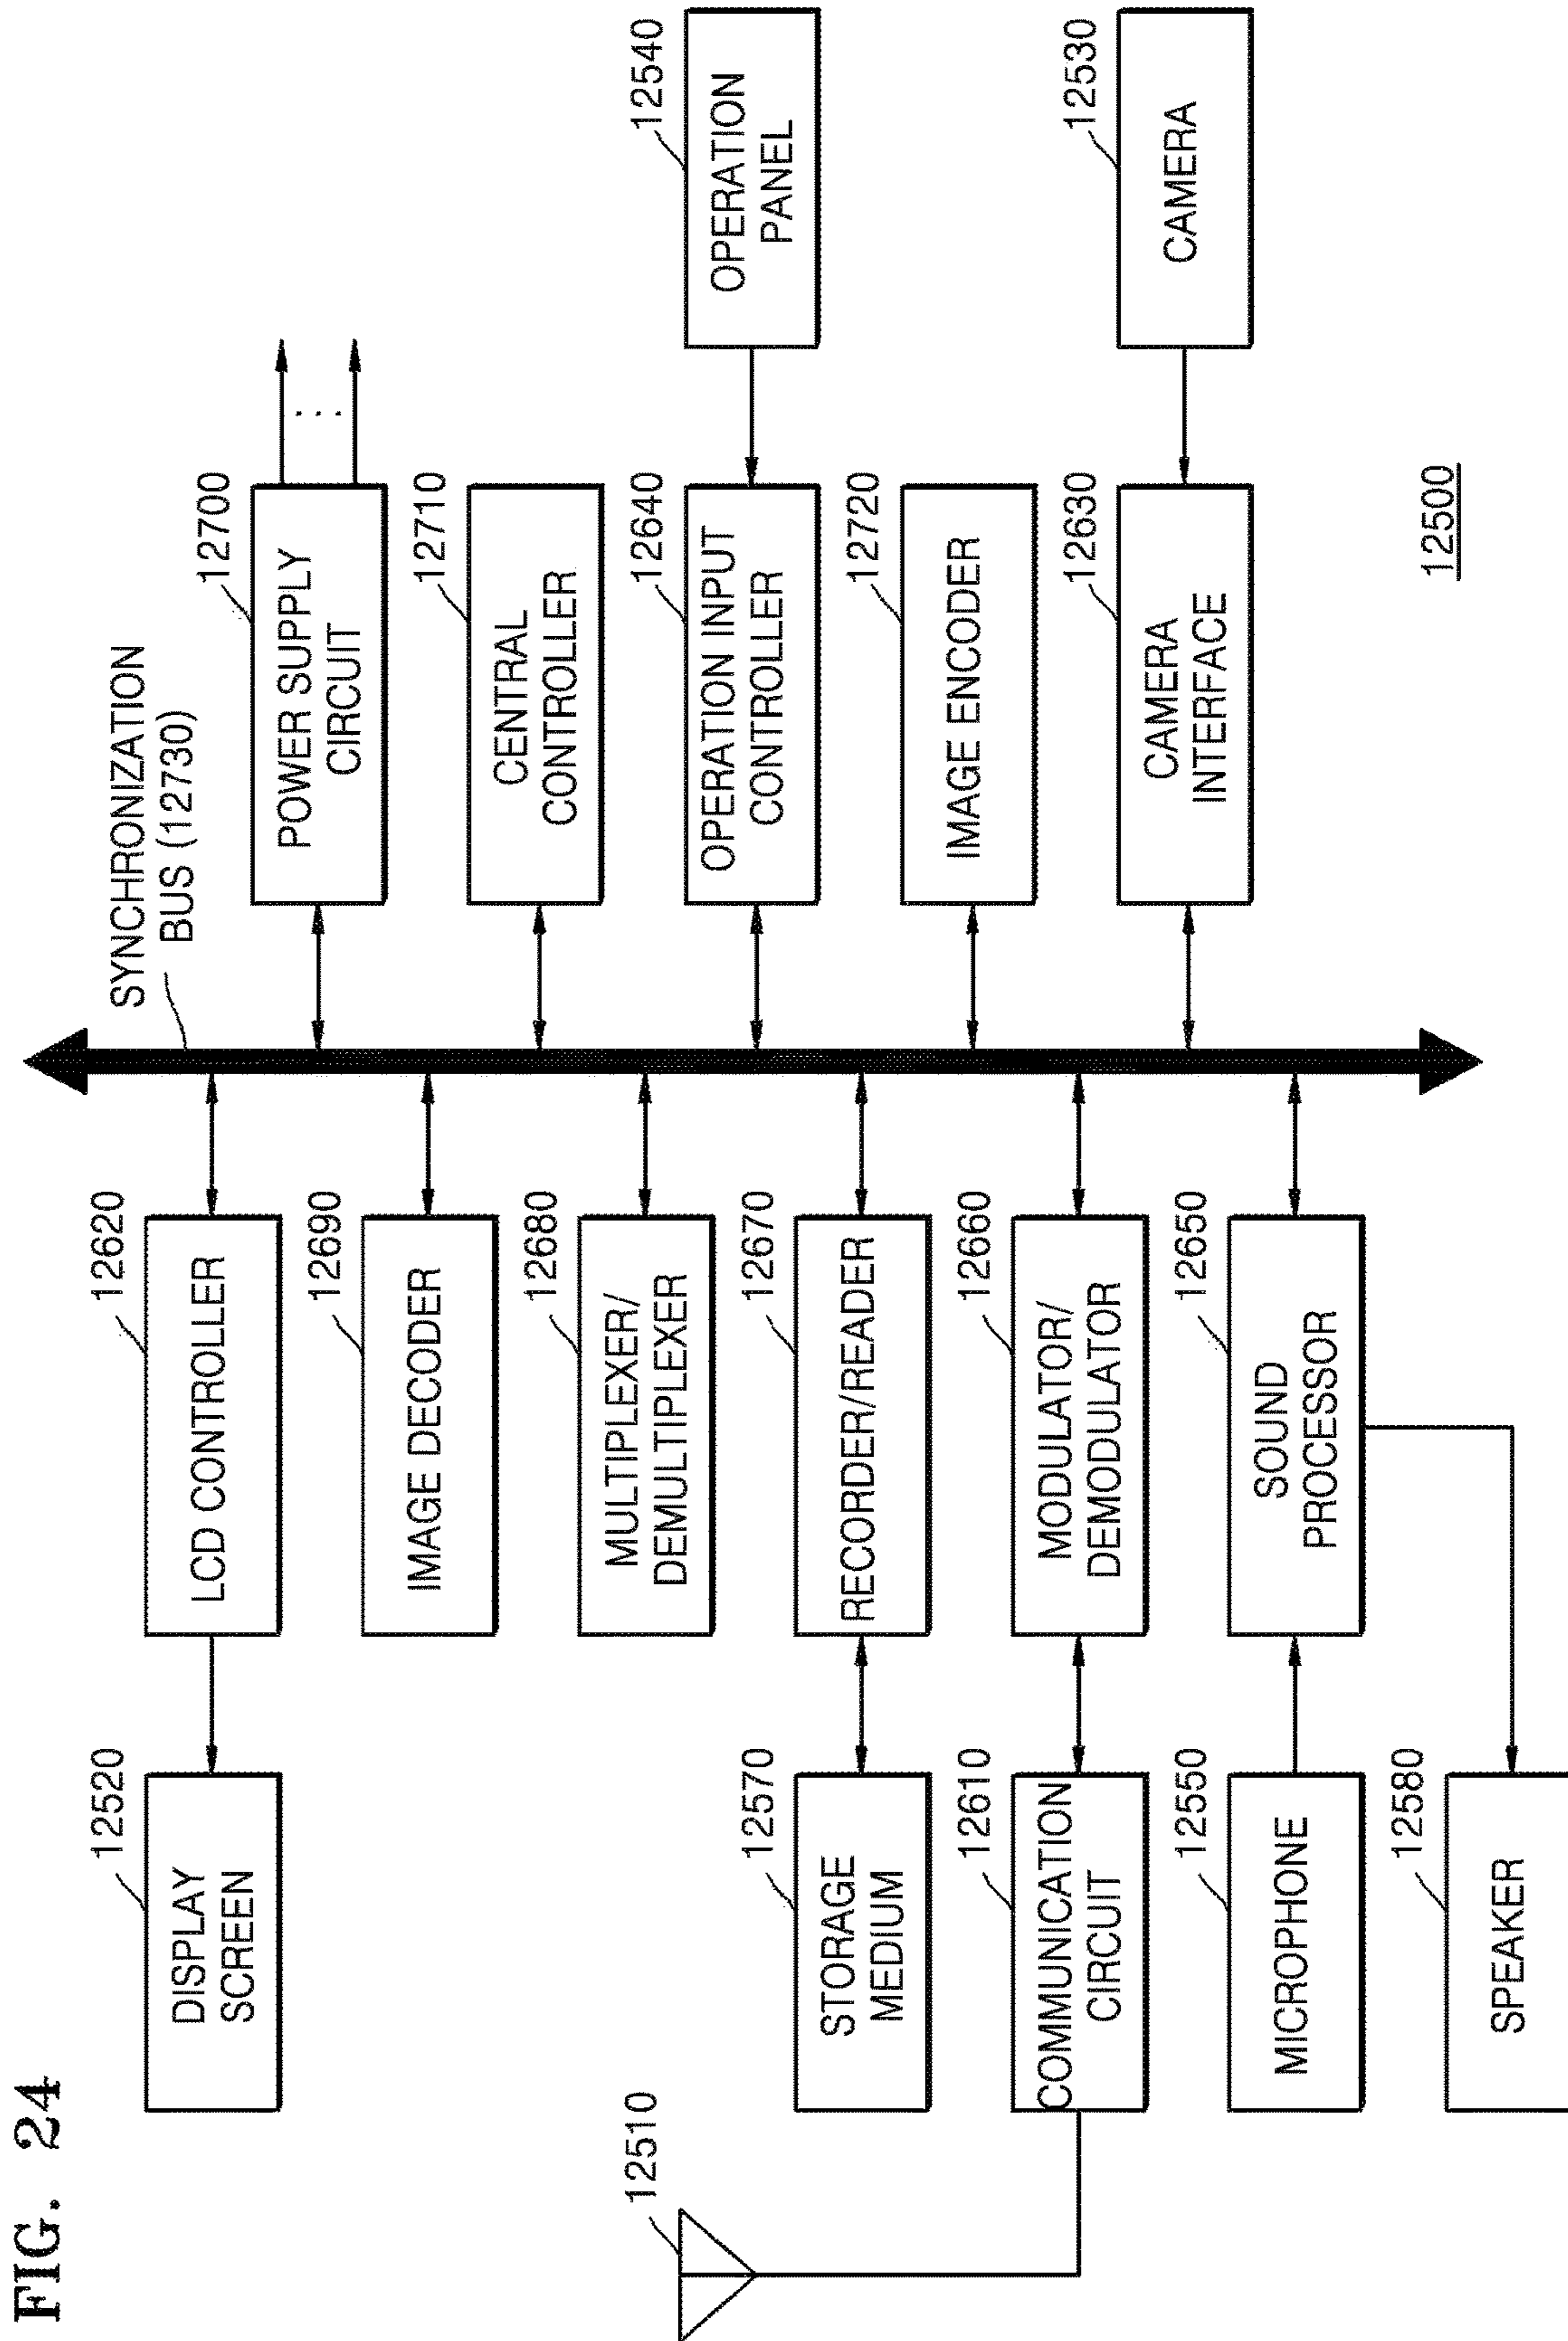 FIG. 24
SYNCHRONIZATION
BUS (12730)
12520
DISPLAY
SCREEN
12620
LCD CONTROLLER
12700
POWER SUPPLY
CIRCUIT
. . .
12690
IMAGE DECODER
12710
CENTRAL
CONTROLLER
12680
MULTIPLEXER/
DEMULTIPLEXER
12640
OPERATION INPUT
CONTROLLER
12540
OPERATION
PANEL
12510
12570
STORAGE
MEDIUM
12670
RECORDER/READER
12720
IMAGE ENCODER
12610
COMMUNICATION
CIRCUIT
12660
MODULATOR/
DEMODULATOR
12630
CAMERA
INTERFACE
12530
CAMERA
12550
MICROPHONE
12650
SOUND
PROCESSOR
12580
SPEAKER
12500